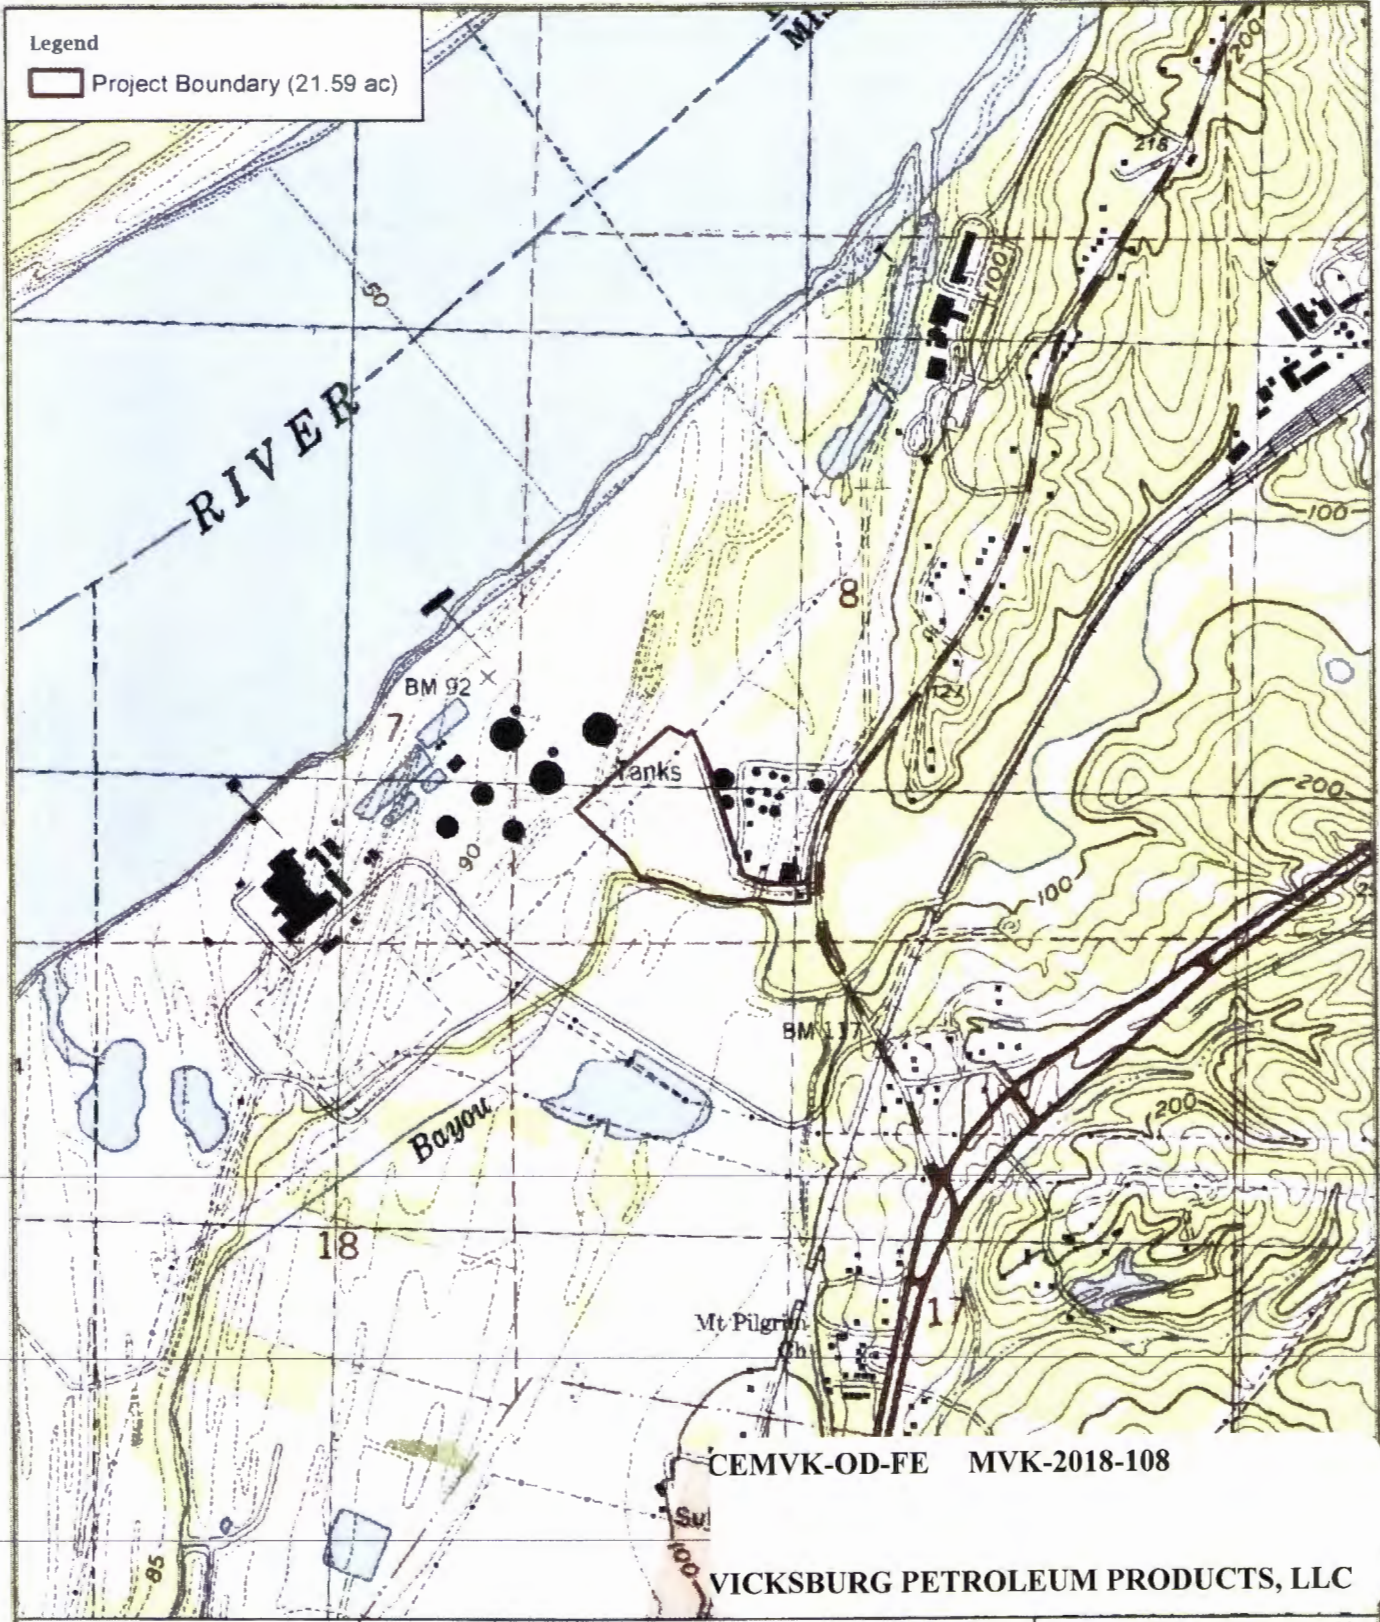 Legend
Project Boundary (21.59 ac)
200
218
100
50
RIVER
100
8
BM 92
127
7
Tanks
200
90
100
BM 117
200
Bayou
18
17
Mt Pilgrim
Ch
CEMVK-OD-FE MVK-2018-108
85
VICKSBURG PETROLEUM PRODUCTS, LLC